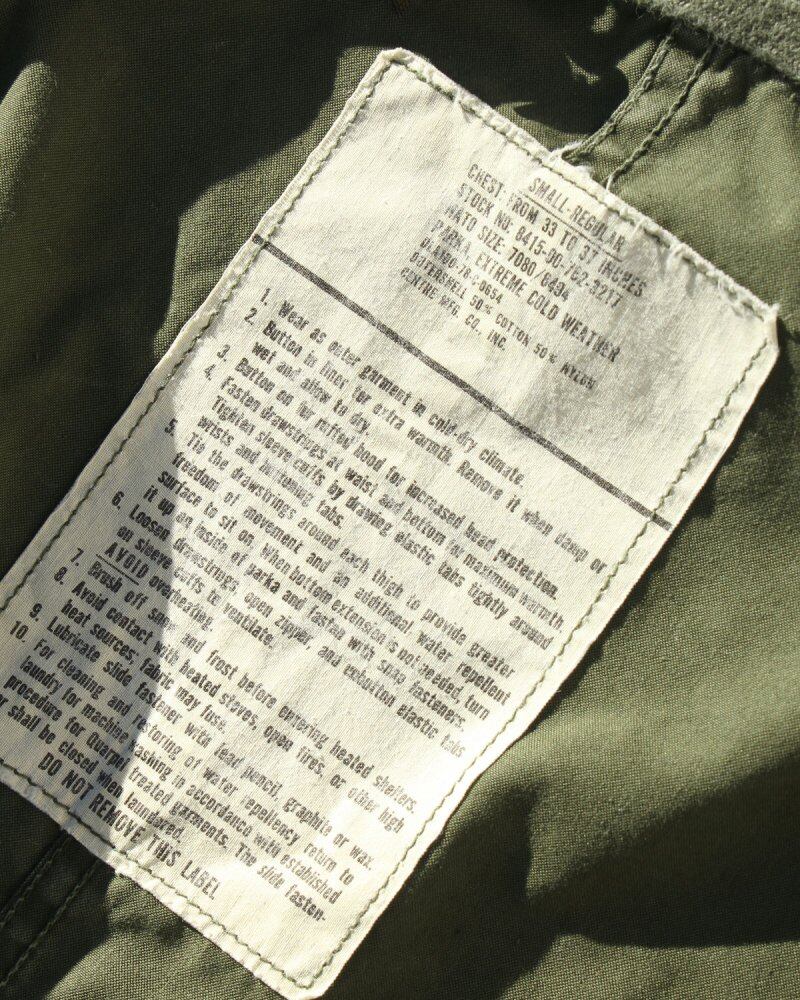 SMALL-REGULAR
CHEST: FROM 33 TO 37 INCHES
STOCK NO. 8415-00-782-3217
NATO SIZE: 7080/8494
PARKA, EXTREME COLD WEATHER
OUTERSHELL 50% COTTON 50% NYLON
CENTRE MFG. CO., INC.
1. Wear as outer garment in cold-dry climate.
2. Button in liner for extra warmth. Remove it when damp or
wet and allow to dry.
3. Button on fur ruffed hood for increased head protection.
4. Fasten drawstrings at waist and bottom for maximum warmth
Tighten sleeve cuffs by drawing elastic tabs tightly around
wrists and buttoning tabs.
5. Tie the drawstrings around each thigh to provide greater
freedom of movement and an additional water repellent
surface to sit on. When bottom extension is not needed, turn
it up on inside of parka and fasten with snap fasteners.
6. Loosen drawstrings, open zipper, and unbutton elastic tabs
on sleeve cuffs to ventilate.
AVOID overheating.
7. Brush off snow and frost before entering heated shelters.
8. Avoid contact with heated stoves, open fires, or other high
heat sources, fabric may fuse.
9. Lubricate slide fastener with lead pencil, graphite or wax.
10. For cleaning and restoring of water repellency return to
laundry for machine washing in accordance with established
procedure for Quarpel treated garments. The slide fasten-
er shall be closed when laundered.
DO NOT REMOVE THIS LABEL